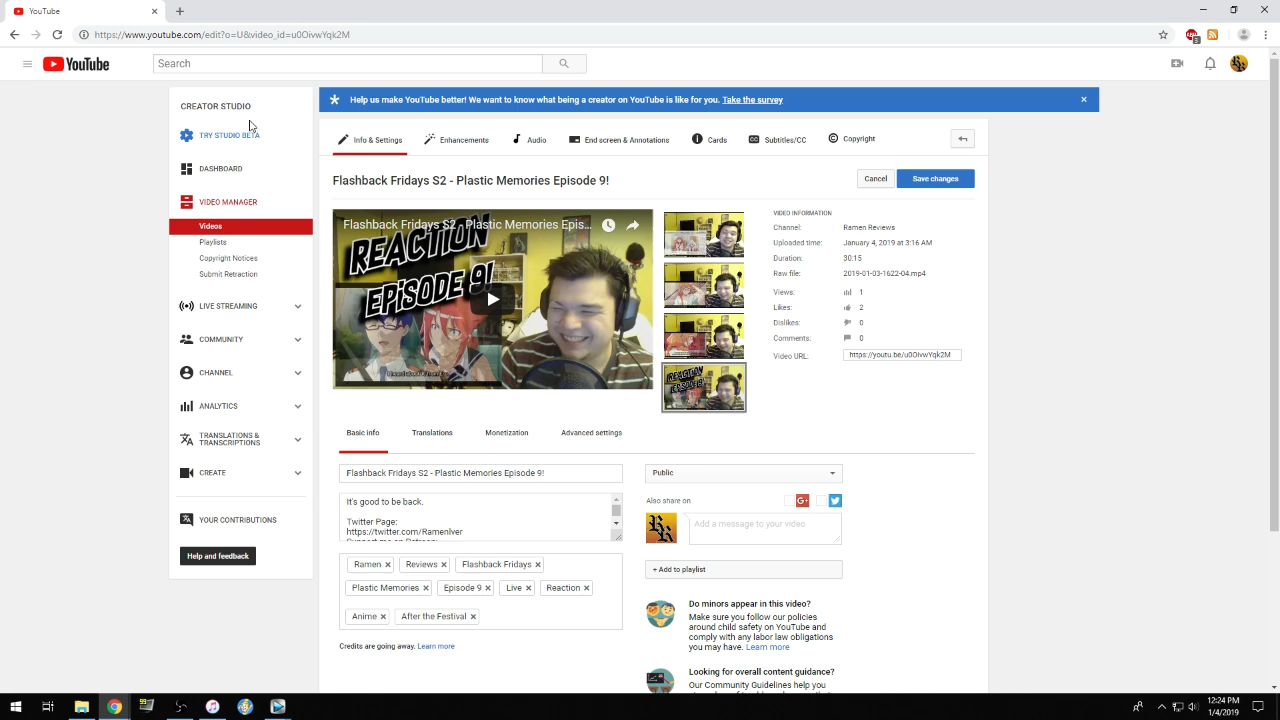 YouTube
https://www.youtube.com/edit?o=U&video_id=u0OivwYqk2M
3
YouTube
Search
CREATOR STUDIO
TRY STUDIO BETA
DASHBOARD
VIDEO MANAGER
Videos
Playlists
Copyright Notices
Submit Retraction
LIVE STREAMING
COMMUNITY
CHANNEL
ANALYTICS
TRANSLATIONS &
TRANSCRIPTIONS
CREATE
YOUR CONTRIBUTIONS
Help and feedback
Help us make YouTube better! We want to know what being a creator on YouTube is like for you. Take the survey
Info & Settings
Enhancements
Audio
End screen & Annotations
Cards
Subtitles/CC
Copyright
Flashback Fridays S2 - Plastic Memories Episode 9!
Cancel
Save changes
Flashback Fridays S2 - Plastic Memories Epis...
REACTION
EPISODE 9!
REACTION
EPISODE 9!
VIDEO INFORMATION
Channel: Ramen Reviews
Uploaded time: January 4, 2019 at 3:16 AM
Duration: 30:15
Raw file: 2019-01-03-1622-04.mp4
Views: 1
Likes: 2
Dislikes: 0
Comments: 0
Video URL: https://youtu.be/u0OivwYqk2M
Basic info
Translations
Monetization
Advanced settings
Flashback Fridays S2 - Plastic Memories Episode 9!
It's good to be back.
Twitter Page:
https://twitter.com/RamenIver
Ramen
Reviews
Flashback Fridays
Plastic Memories
Episode 9
Live
Reaction
Anime
After the Festival
Credits are going away. Learn more
Public
Also share on
G+
RR
Add a message to your video
+ Add to playlist
Do minors appear in this video?
Make sure you follow our policies
around child safety on YouTube and
comply with any labor law obligations
you may have. Learn more
Looking for overall content guidance?
Our Community Guidelines help you
12:24 PM
1/4/2019